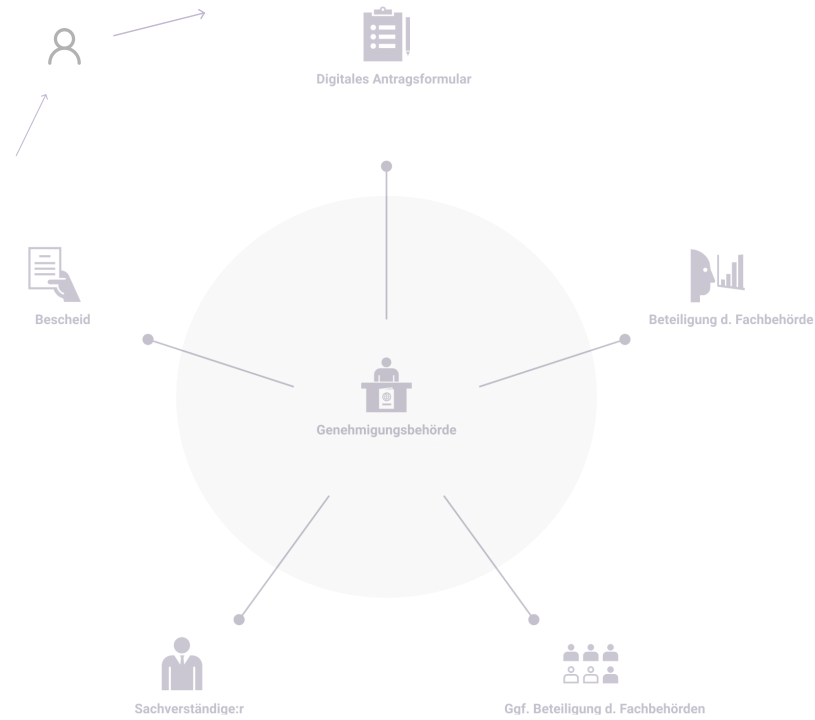 Digitales Antragsformular
Bescheid
Beteiligung d. Fachbehörde
Genehmigungsbehörde
Sachverständige:r
Ggf. Beteiligung d. Fachbehörden